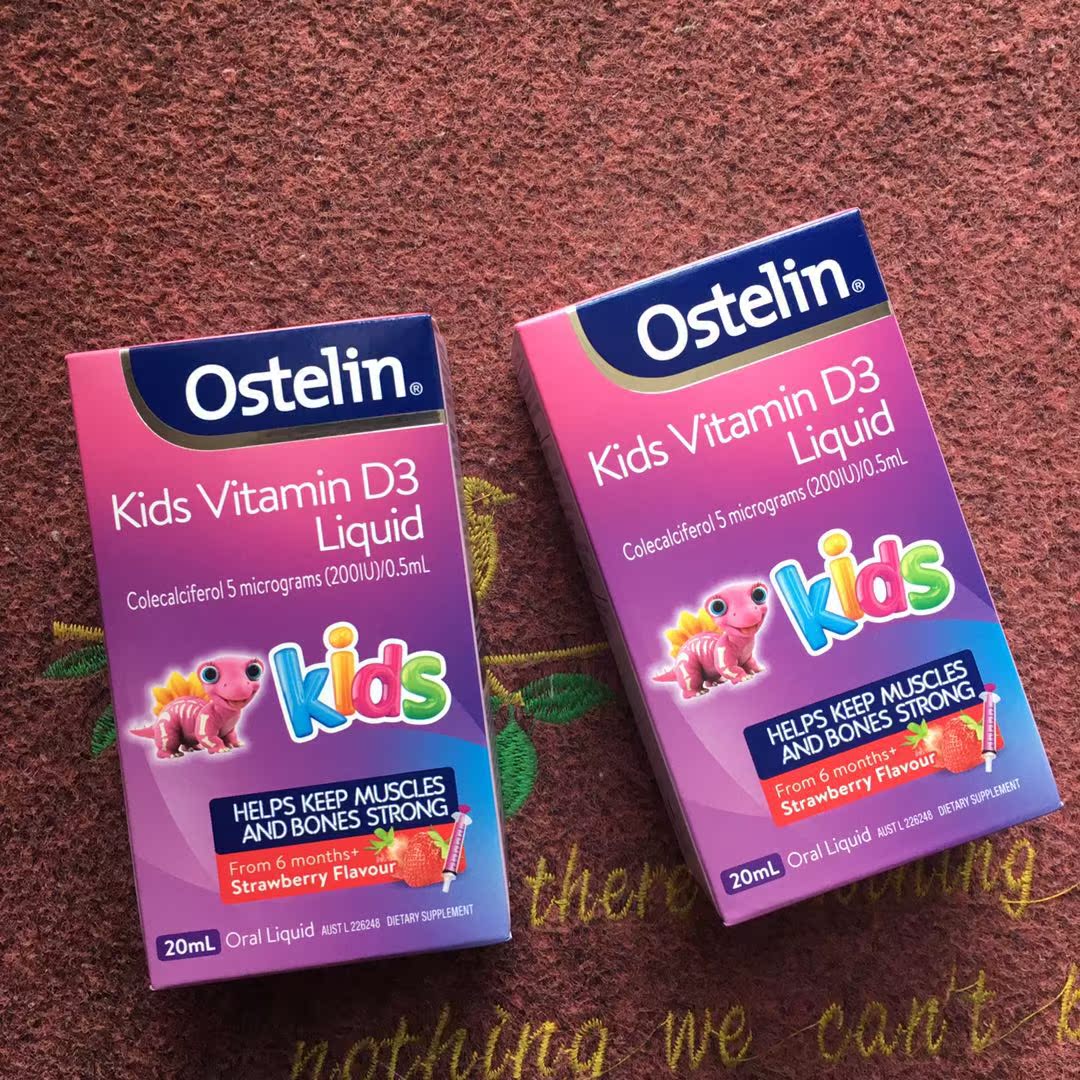 Ostelin®
Kids Vitamin D3
Liquid
Colecalciferol 5 micrograms (200IU)/0.5mL
kids
HELPS KEEP MUSCLES
AND BONES STRONG
From 6 months+
Strawberry Flavour
20mL Oral Liquid AUST L 226248 DIETARY SUPPLEMENT
Ostelin®
Kids Vitamin D3
Liquid
Colecalciferol 5 micrograms (200IU)/0.5mL
kids
HELPS KEEP MUSCLES
AND BONES STRONG
From 6 months+
Strawberry Flavour
20mL Oral Liquid AUST L 226248 DIETARY SUPPLEMENT
nothing we can't